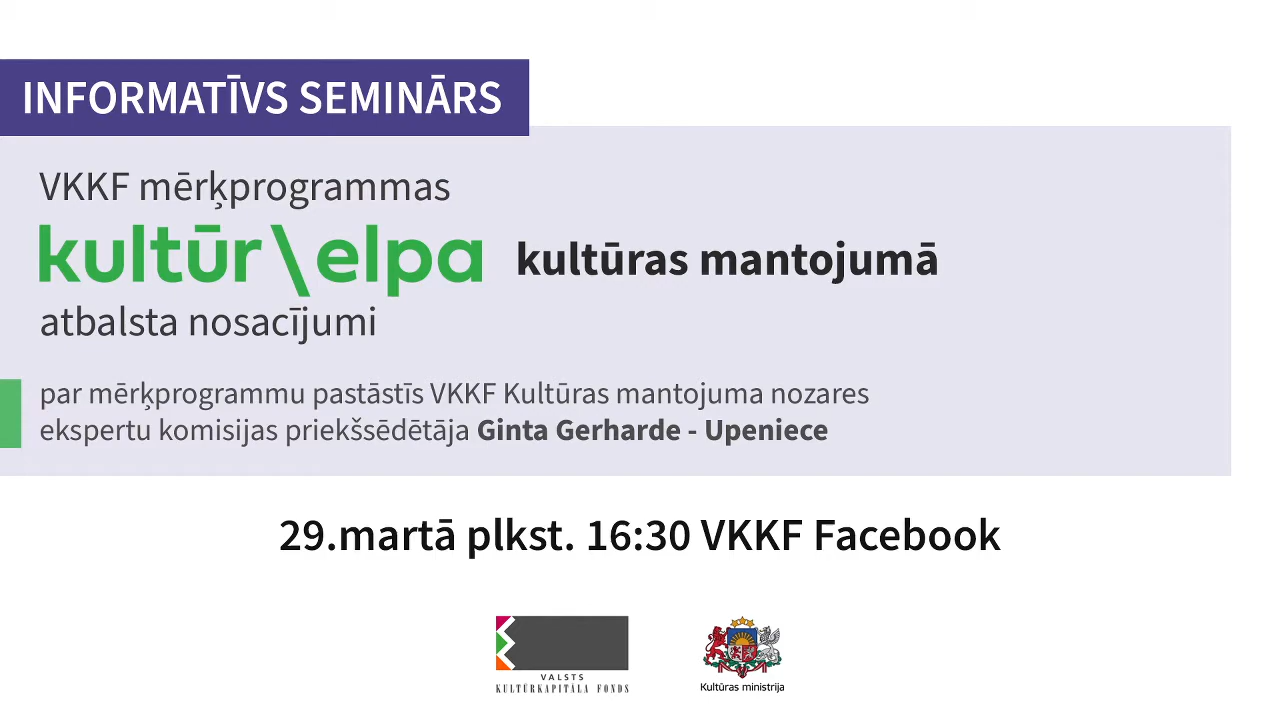 INFORMATĪVS SEMINĀRS
VKKF mērķprogrammas
kultūr\elpa kultūras mantojumā
atbalsta nosacījumi
par mērķprogrammu pastāstīs VKKF Kultūras mantojuma nozares
ekspertu komisijas priekšsēdētāja Ginta Gerharde - Upeniece
29.martā plkst. 16:30 VKKF Facebook
VALSTS
KULTŪRKAPITĀLA FONDS
Kultūras ministrija